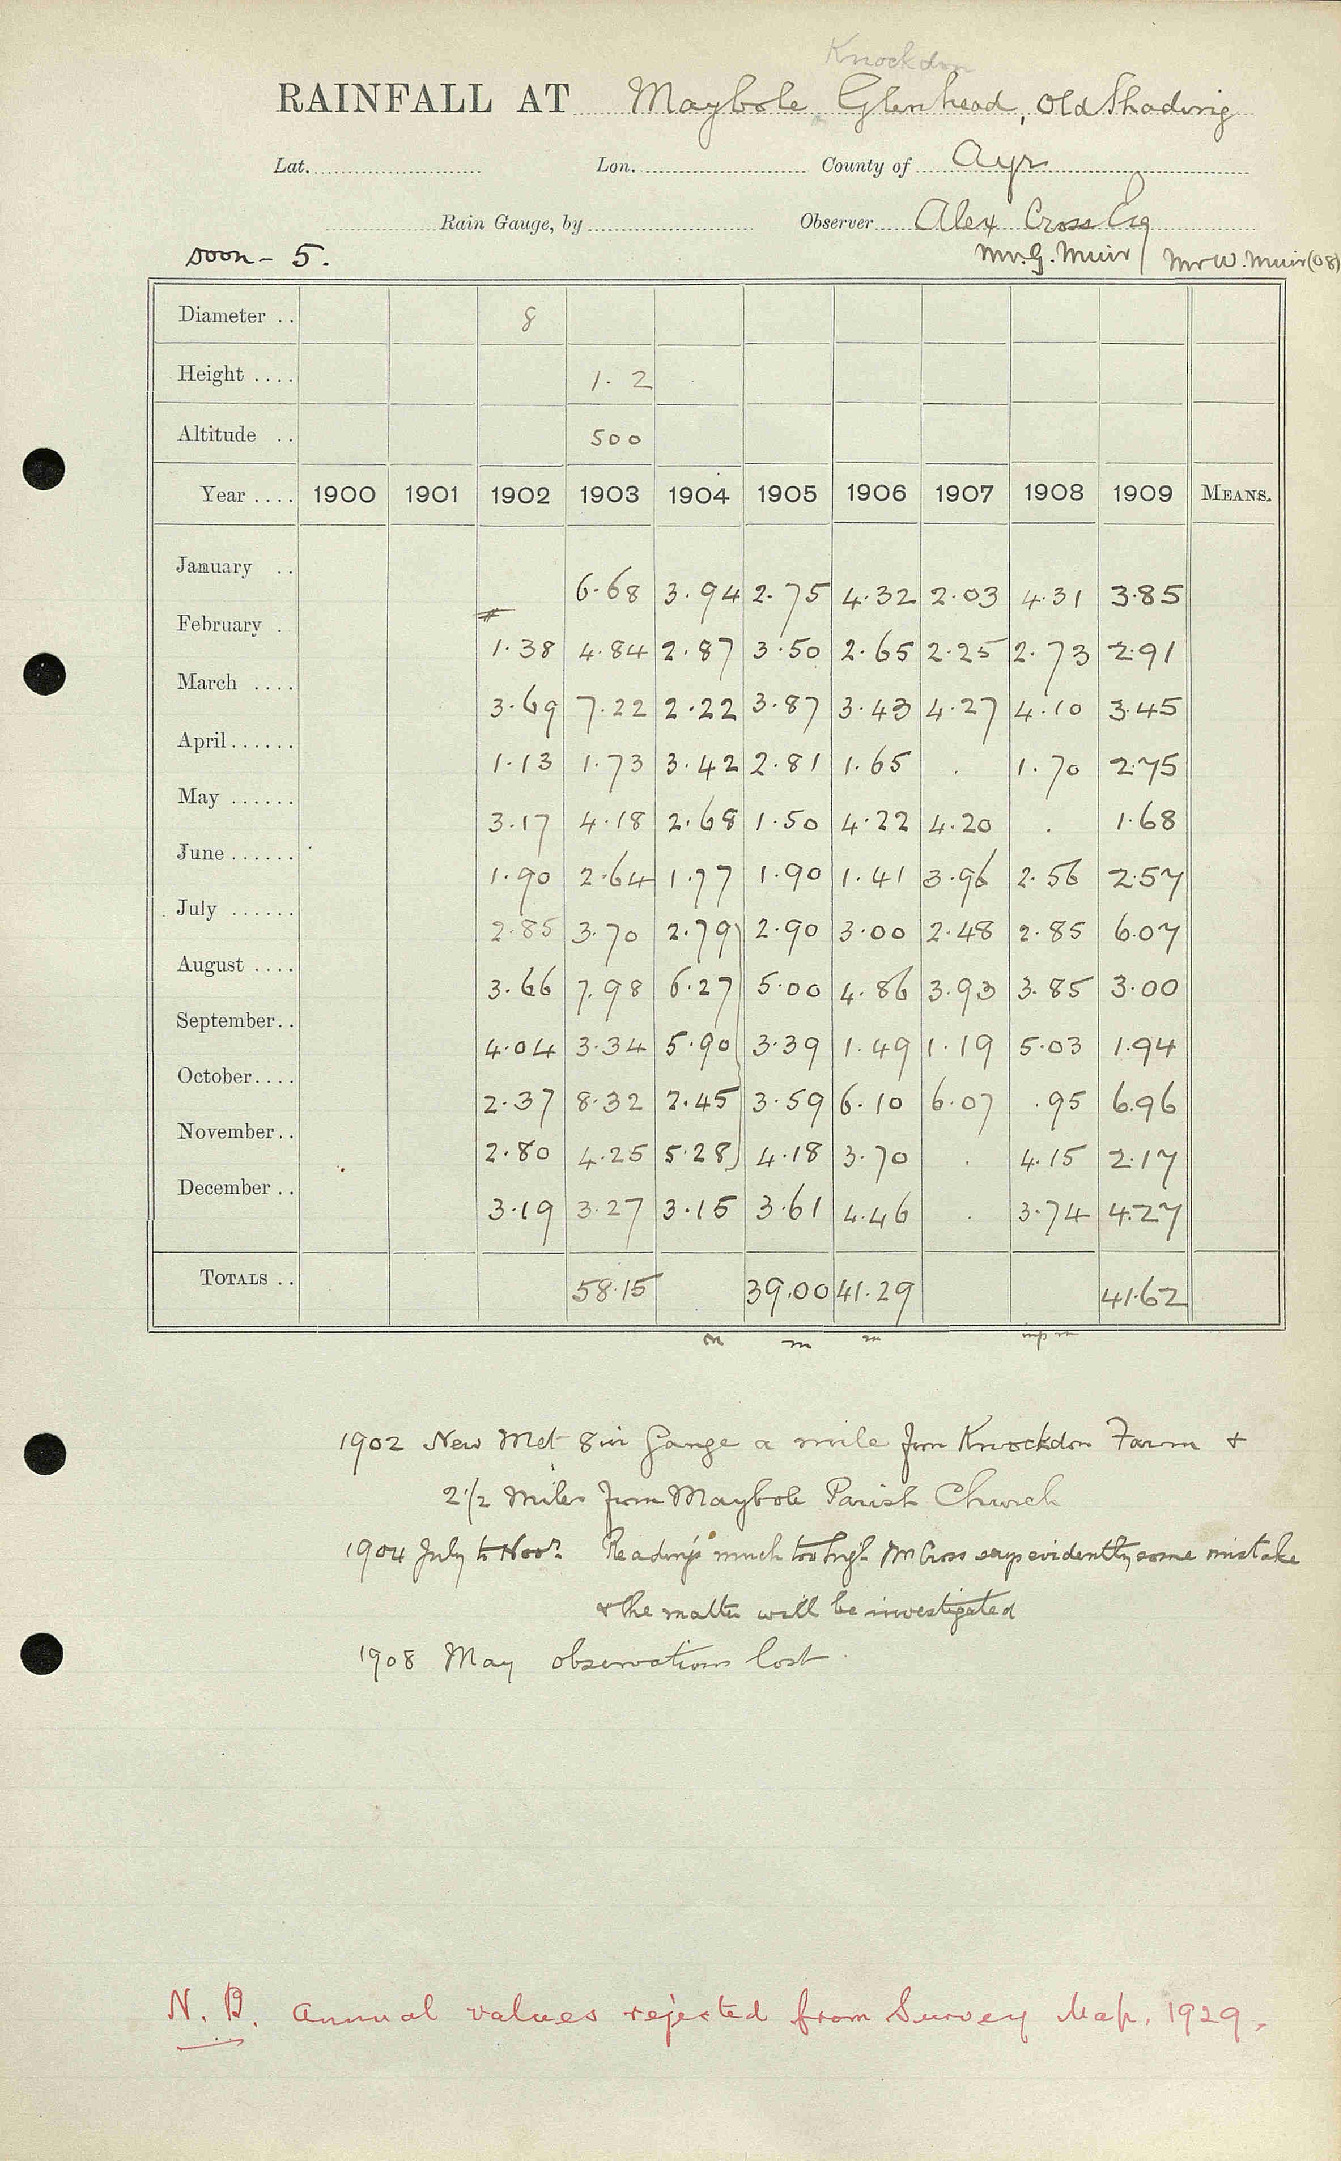 Knockdon
RAINFALL AT Maybole Glenhead, Old Shading
Lat. Lon. County of Ayr
Rain Gauge, by Observer Alex Cross Esq
soon - 5. Mr. G. Muir / Mr W. Muir (08)
Diameter .. 8
Height .... 1. 2
Altitude .. 500
Year .... 1900 1901 1902 1903 1904 1905 1906 1907 1908 1909 MEANS.
January .. 6.68 3.94 2.75 4.32 2.03 4.31 3.85
February . # 1.38 4.84 2.87 3.50 2.65 2.25 2.73 2.91
March .... 3.69 7.22 2.22 3.87 3.43 4.27 4.10 3.45
April ...... 1.13 1.73 3.42 2.81 1.65 . 1.70 2.75
May ...... 3.17 4.18 2.68 1.50 4.22 4.20 . 1.68
June ...... 1.90 2.64 1.77 1.90 1.41 3.96 2.56 2.57
July ...... 2.85 3.70 2.79 2.90 3.00 2.48 2.85 6.07
August .... 3.66 7.98 6.27 5.00 4.86 3.93 3.85 3.00
September .. 4.04 3.34 5.90 3.39 1.49 1.19 5.03 1.94
October .... 2.37 8.32 2.45 3.59 6.10 6.07 .95 6.96
November .. 2.80 4.25 5.28 4.18 3.70 . 4.15 2.17
December .. 3.19 3.27 3.15 3.61 4.46 . 3.74 4.27
TOTALS .. 58.15 39.00 41.29 41.62
m m m
1902 New Met 8 in Gauge a mile from Knockdon Farm &
2 1/2 miles from Maybole Parish Church
1904 July to Novr. Readings much too high Mr Cross says evidently some mistake
& the matter will be investigated
1908 May observations lost.
N.B. Annual values rejected from Survey Map, 1929.